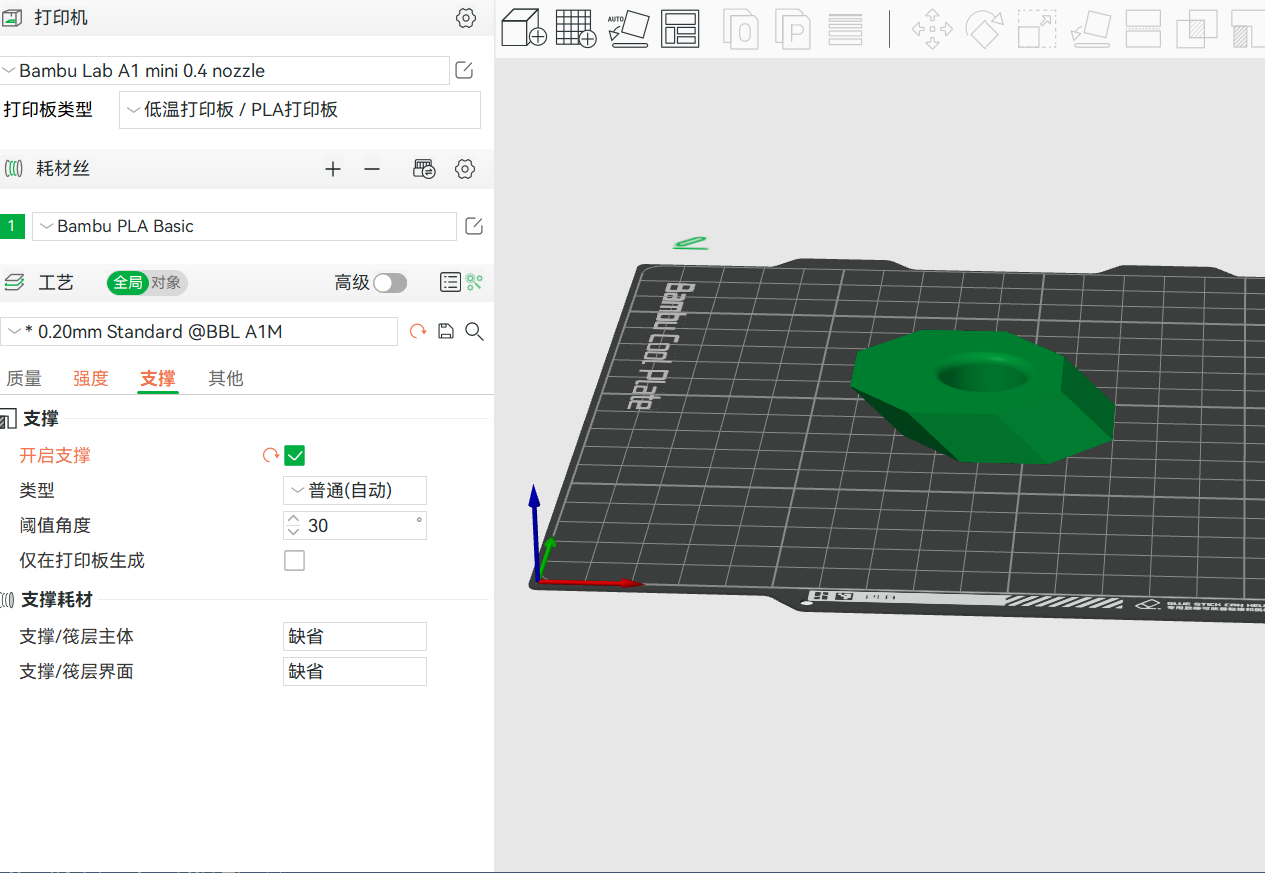 打印机
Bambu Lab A1 mini 0.4 nozzle
打印板类型
低温打印板 / PLA打印板
耗材丝
1
Bambu PLA Basic
工艺
全局 对象
高级
* 0.20mm Standard @BBL A1M
质量 强度 支撑 其他
支撑
开启支撑
类型
普通(自动)
阈值角度
30 °
仅在打印板生成
支撑耗材
支撑/筏层主体
缺省
支撑/筏层界面
缺省
AUTO
O
P
Bambu Cool Plate
PLA